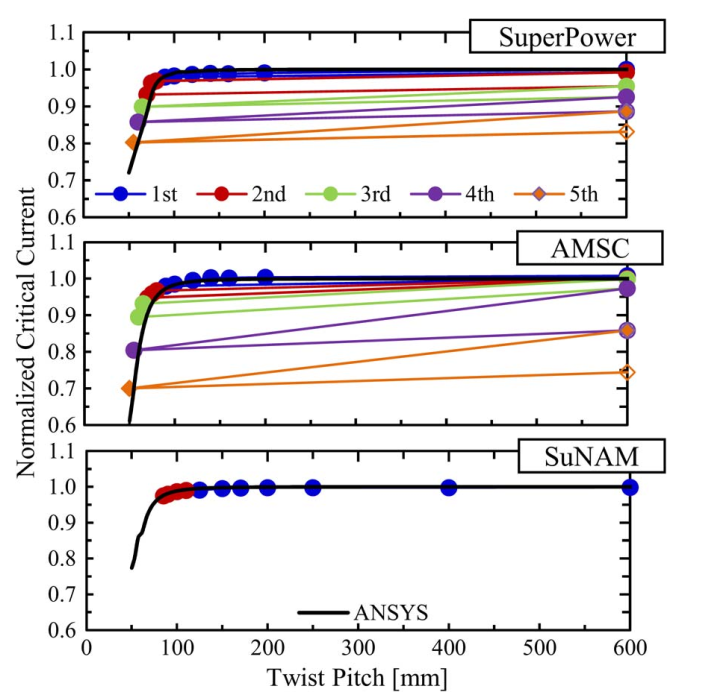 SuperPower
1.1
1.0
0.9
0.8
0.7
0.6
1st 2nd 3rd 4th 5th
AMSC
1.1
1.0
0.9
0.8
0.7
0.6
SuNAM
1.1
1.0
0.9
0.8
0.7
0.6
ANSYS
0 100 200 300 400 500 600
Twist Pitch [mm]
Normalized Critical Current